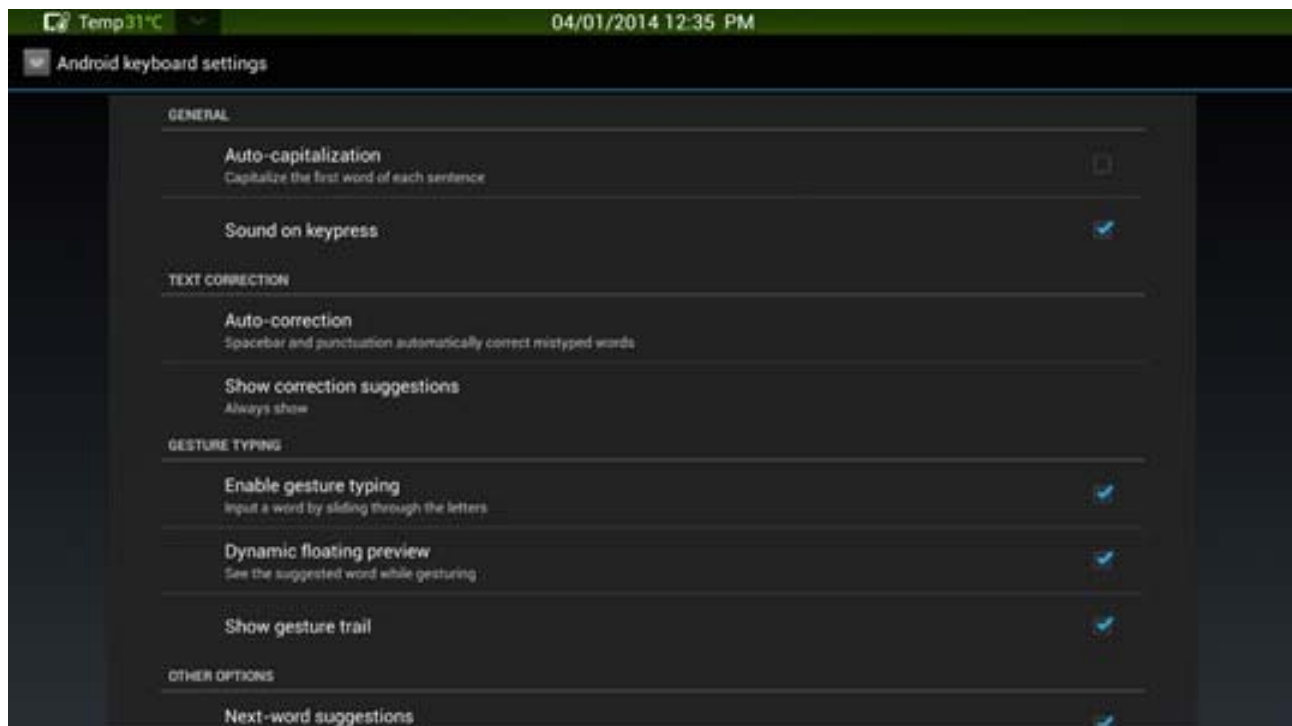 Temp 31°C
04/01/2014 12:35 PM
Android keyboard settings
GENERAL
Auto-capitalization
Capitalize the first word of each sentence
Sound on keypress
TEXT CORRECTION
Auto-correction
Spacebar and punctuation automatically correct mistyped words
Show correction suggestions
Always show
GESTURE TYPING
Enable gesture typing
Input a word by sliding through the letters
Dynamic floating preview
See the suggested word while gesturing
Show gesture trail
OTHER OPTIONS
Next-word suggestions